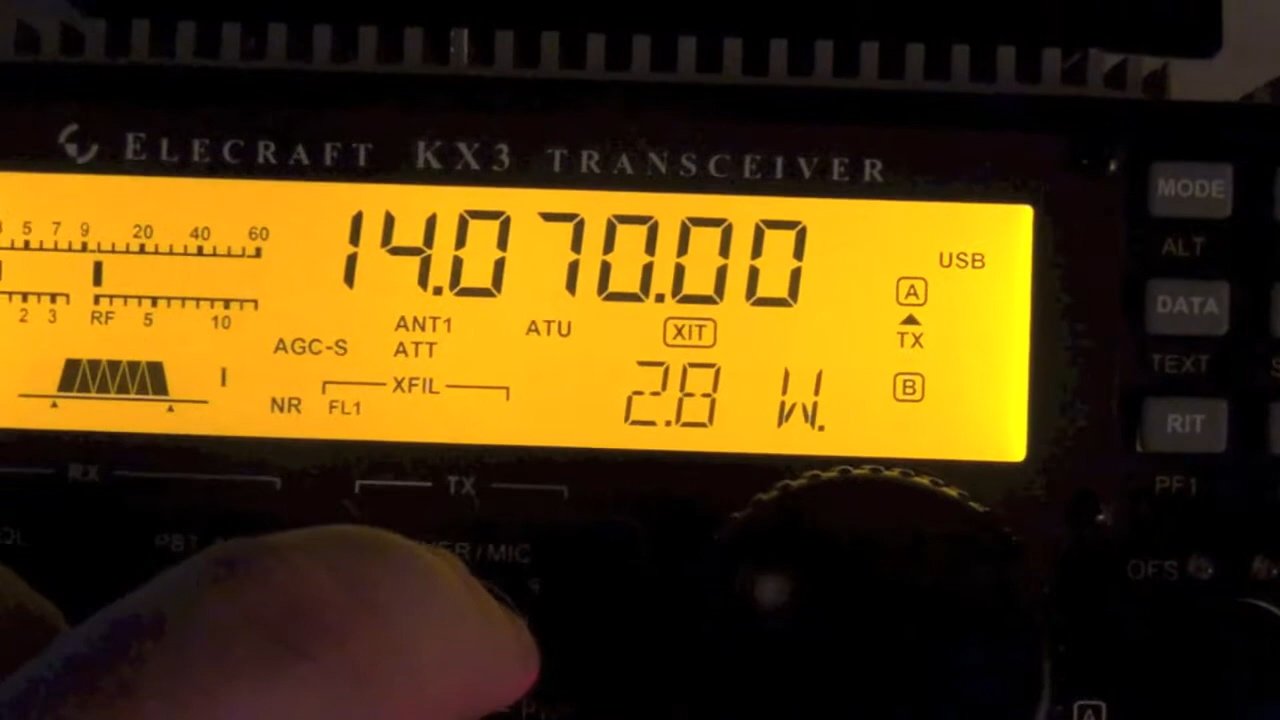 ELECRAFT KX3 TRANSCEIVER
MODE
ALT
5 7 9 20 40 60
14.070.00
USB
A
DATA
2 3 RF 5 10
ANT1 ATU XIT
TX
AGC-S ATT
TEXT
XFIL
2.8 W.
B
NR FL1
RIT
RX TX
PF1
PBT
/MIC
OFS
A